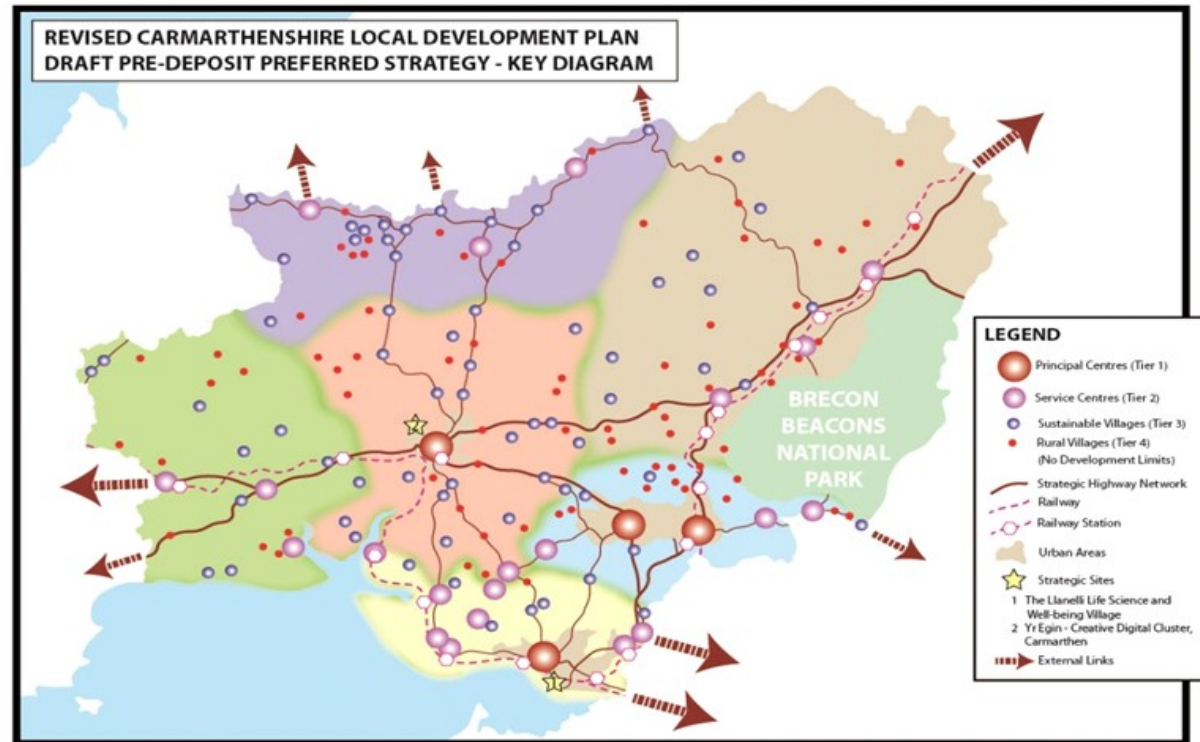 REVISED CARMARTHENSHIRE LOCAL DEVELOPMENT PLAN
DRAFT PRE-DEPOSIT PREFERRED STRATEGY - KEY DIAGRAM
2
BRECON
BEACONS
NATIONAL
PARK
1
LEGEND
Principal Centres (Tier 1)
Service Centres (Tier 2)
Sustainable Villages (Tier 3)
Rural Villages (Tier 4)
(No Development Limits)
Strategic Highway Network
Railway
Railway Station
Urban Areas
Strategic Sites
1 The Llanelli Life Science and
Well-being Village
2 Yr Egin - Creative Digital Cluster,
Carmarthen
External Links